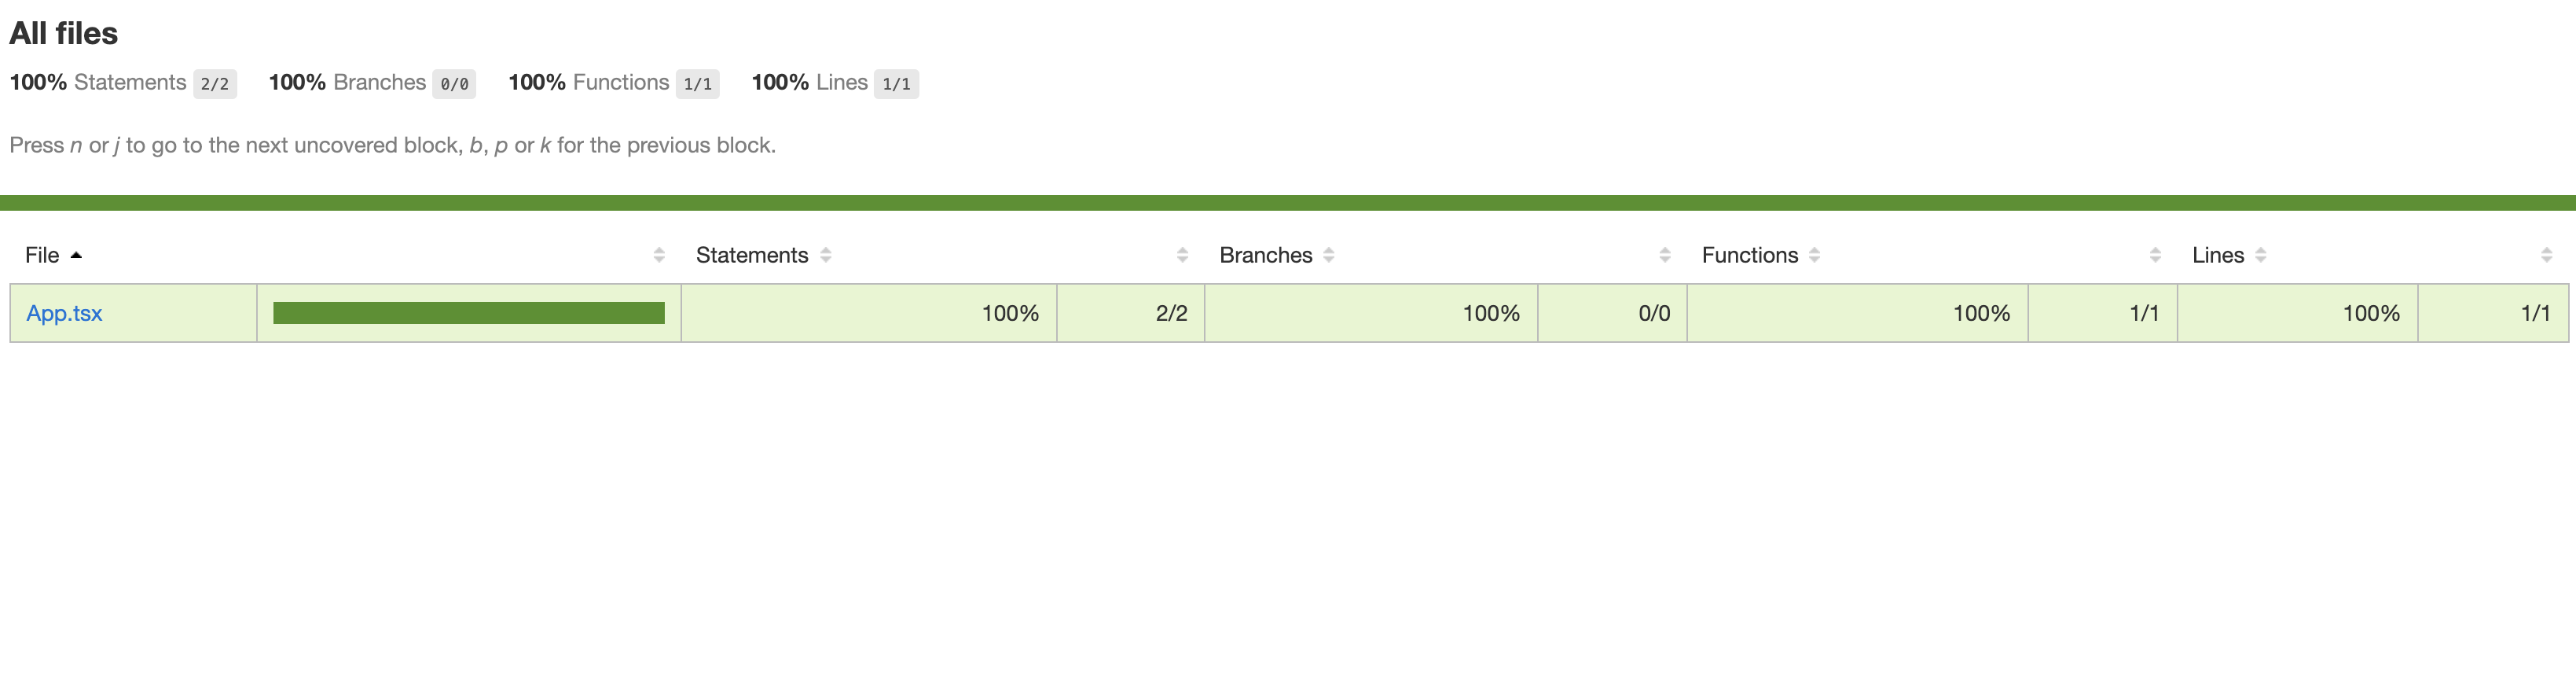 All files
100% Statements 2/2 100% Branches 0/0 100% Functions 1/1 100% Lines 1/1
Press n or j to go to the next uncovered block, b, p or k for the previous block.
File Statements Branches Functions Lines
App.tsx 100% 2/2 100% 0/0 100% 1/1 100% 1/1